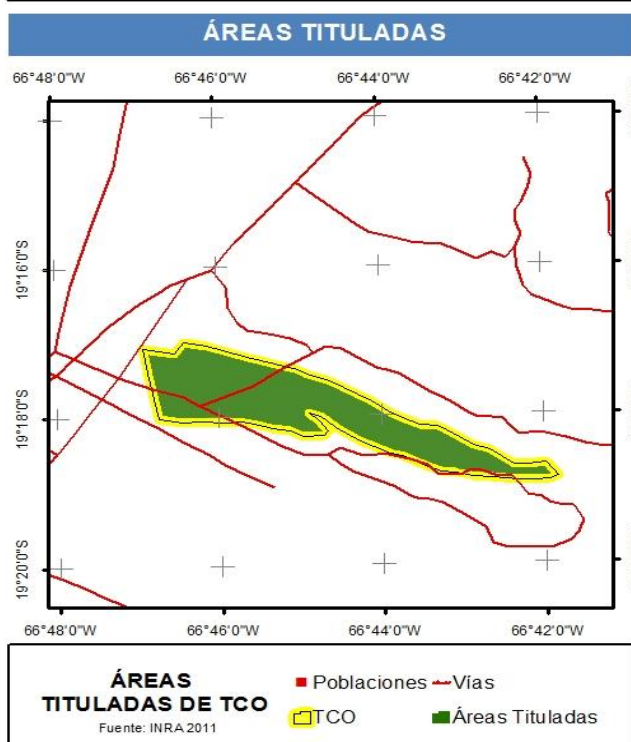 ÁREAS TITULADAS
66°48'0"W 66°46'0"W 66°44'0"W 66°42'0"W
19°16'0"S
19°18'0"S
19°20'0"S
66°48'0"W 66°46'0"W 66°44'0"W 66°42'0"W
ÁREAS
TITULADAS DE TCO
Fuente: INRA 2011
Poblaciones Vías
TCO Áreas Tituladas